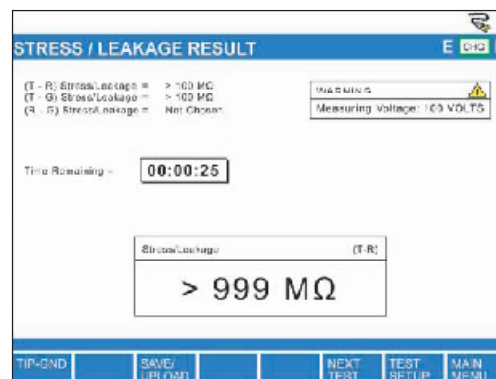 STRESS / LEAKAGE RESULT
E CHG
(T - R) Stress/Leakage = > 100 MΩ
(T - G) Stress/Leakage = > 100 MΩ
(R - G) Stress/Leakage = Not Chosen
WARNING
Measuring Voltage: 100 VOLTS
Time Remaining =
00:00:25
Stress/Leakage (T-R)
> 999 MΩ
TIP-GND
SAVE/
UPLOAD
NEXT
TEST
TEST
SETUP
MAIN
MENU